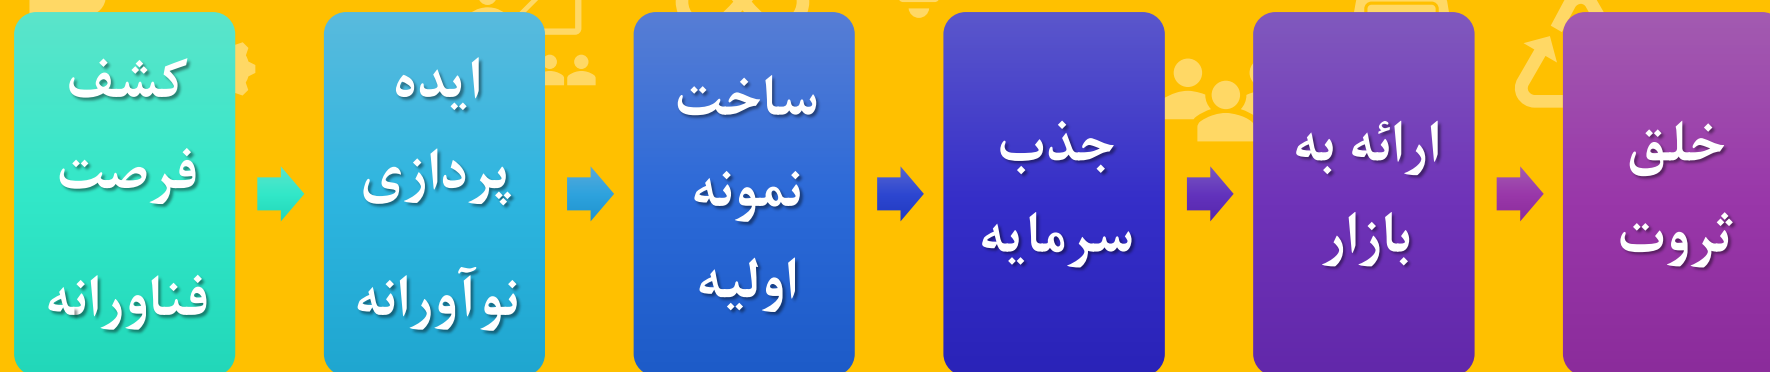 کشف
فرصت
فناورانه
ایده
پردازی
نوآورانه
ساخت
نمونه
اولیه
جذب
سرمایه
ارائه به
بازار
خلق
ثروت